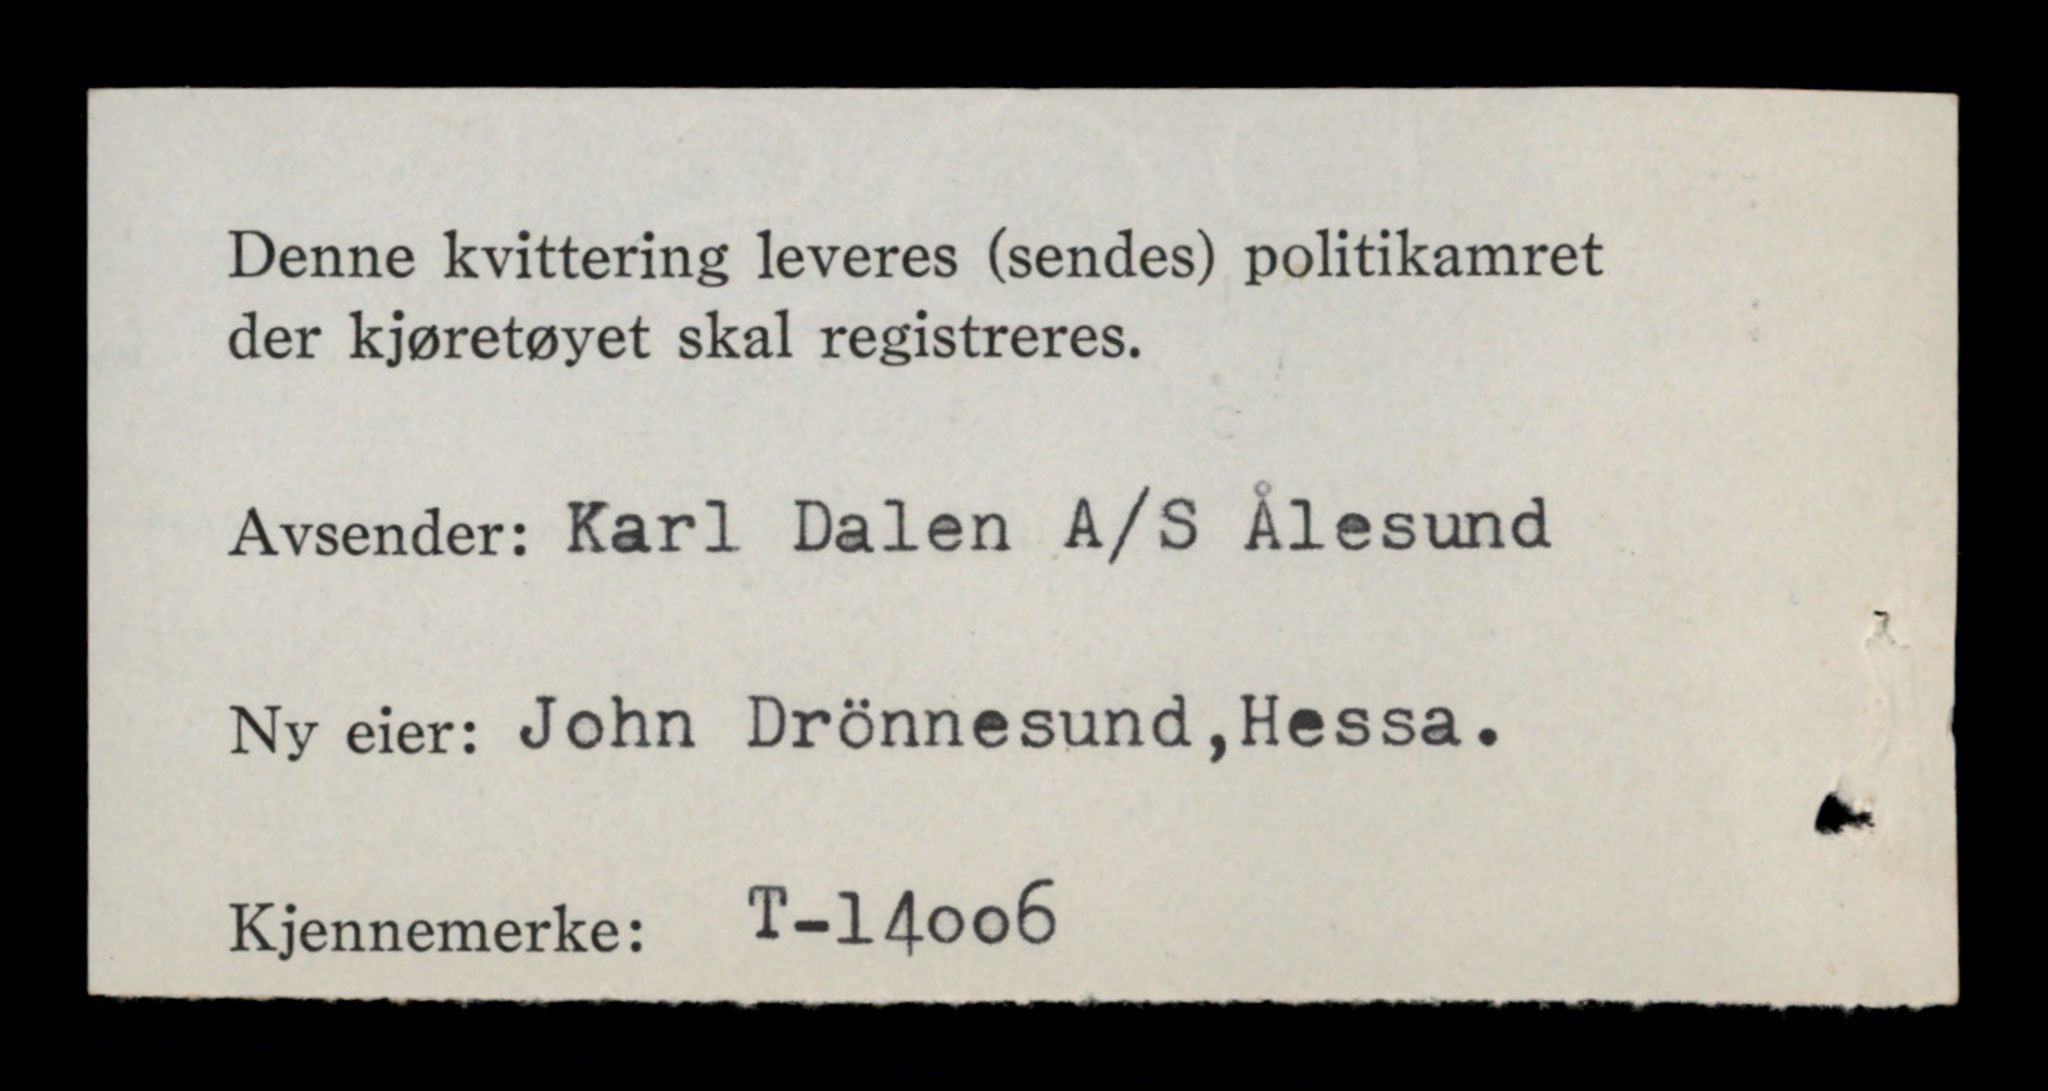 Denne kvittering leveres (sendes) politikamret
der kjøretøyet skal registreres.
Avsender: Karl Dalen A/S Ålesund
Ny eier: John Drönnesund,Hessa.
Kjennemerke: T-14006